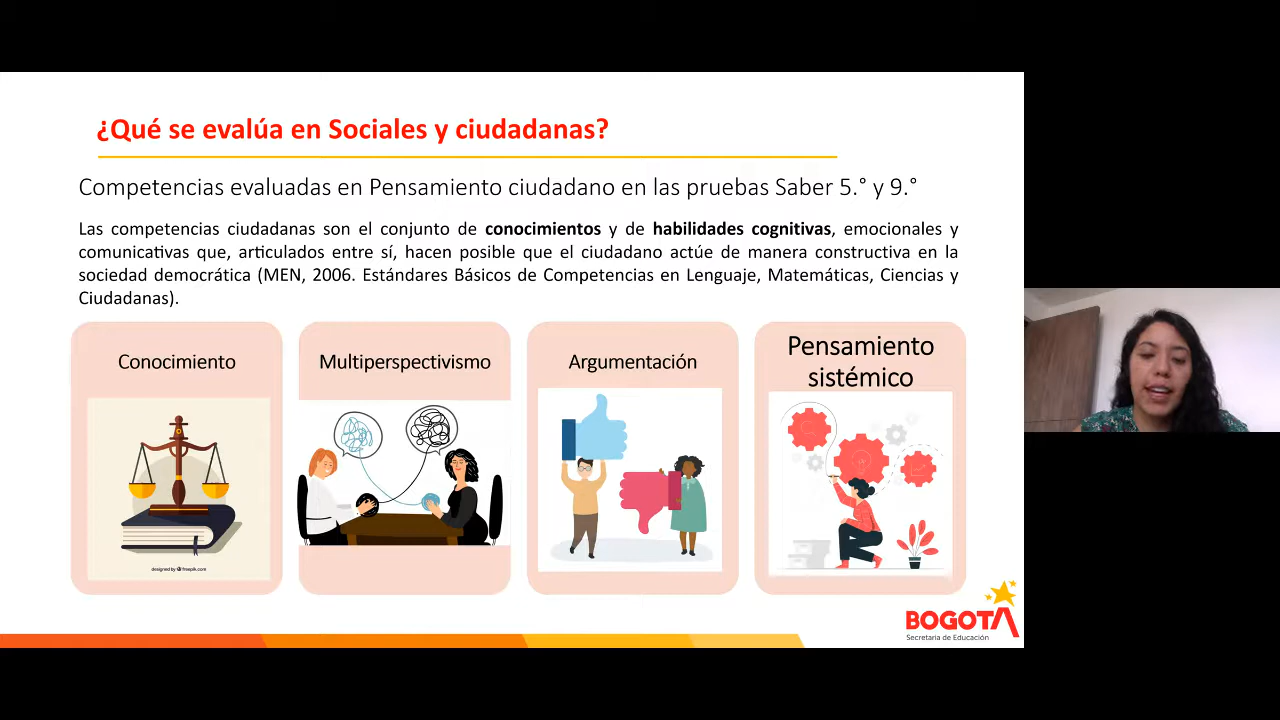 ¿Qué se evalúa en Sociales y ciudadanas?
Competencias evaluadas en Pensamiento ciudadano en las pruebas Saber 5.° y 9.°
Las competencias ciudadanas son el conjunto de conocimientos y de habilidades cognitivas, emocionales y
comunicativas que, articulados entre sí, hacen posible que el ciudadano actúe de manera constructiva en la
sociedad democrática (MEN, 2006. Estándares Básicos de Competencias en Lenguaje, Matemáticas, Ciencias y
Ciudadanas).
Conocimiento
Multiperspectivismo
Argumentación
Pensamiento
sistémico
designed by freepik.com
BOGOTA
Secretaría de Educación